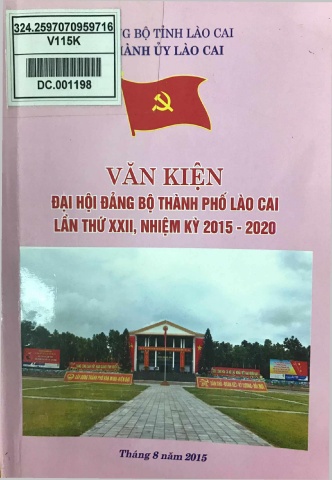 324.2597070959716
V115K
DC.001198
NG BỘ TỈNH LÀO CAI
HÀNH ỦY LÀO CAI
VĂN KIỆN
ĐẠI HỘI ĐẢNG BỘ THÀNH PHỐ LÀO CAI
LẦN THỨ XXII, NHIỆM KỲ 2015 - 2020
Tháng 8 năm 2015